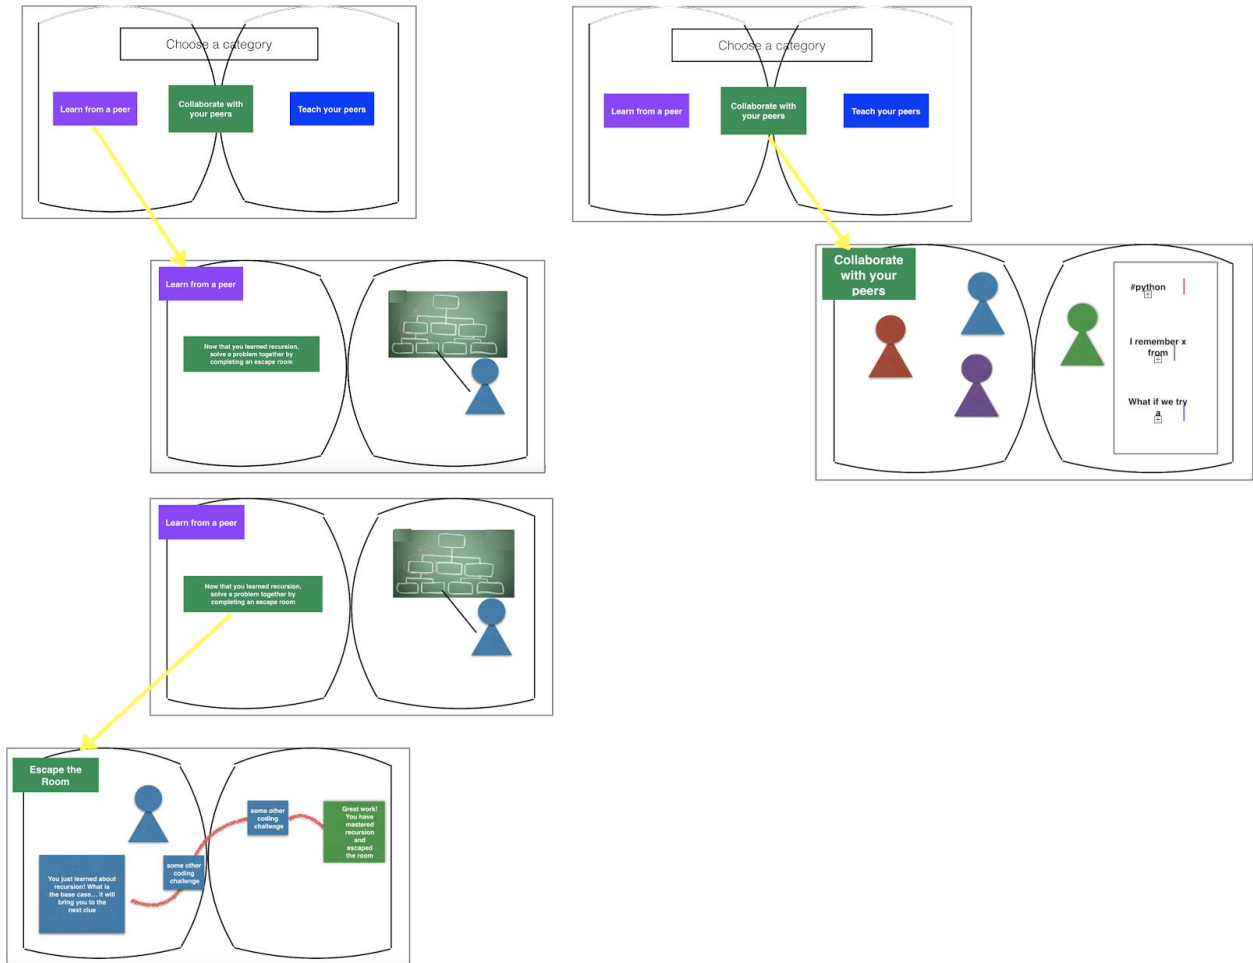 Choose a category
Learn from a peer
Collaborate with
your peers
Teach your peers
Choose a category
Learn from a peer
Collaborate with
your peers
Teach your peers
Learn from a peer
Now that you learned recursion,
solve a problem together by
completing an escape room
Collaborate
with your
peers
#python
I remember x
from
What if we try
a
Learn from a peer
Now that you learned recursion,
solve a problem together by
completing an escape room
Escape the
Room
You just learned about
recursion! What is
the base case... it will
bring you to the
next clue
some other
coding
challenge
some other
coding
challenge
Great work!
You have
mastered
recursion
and
escaped
the room